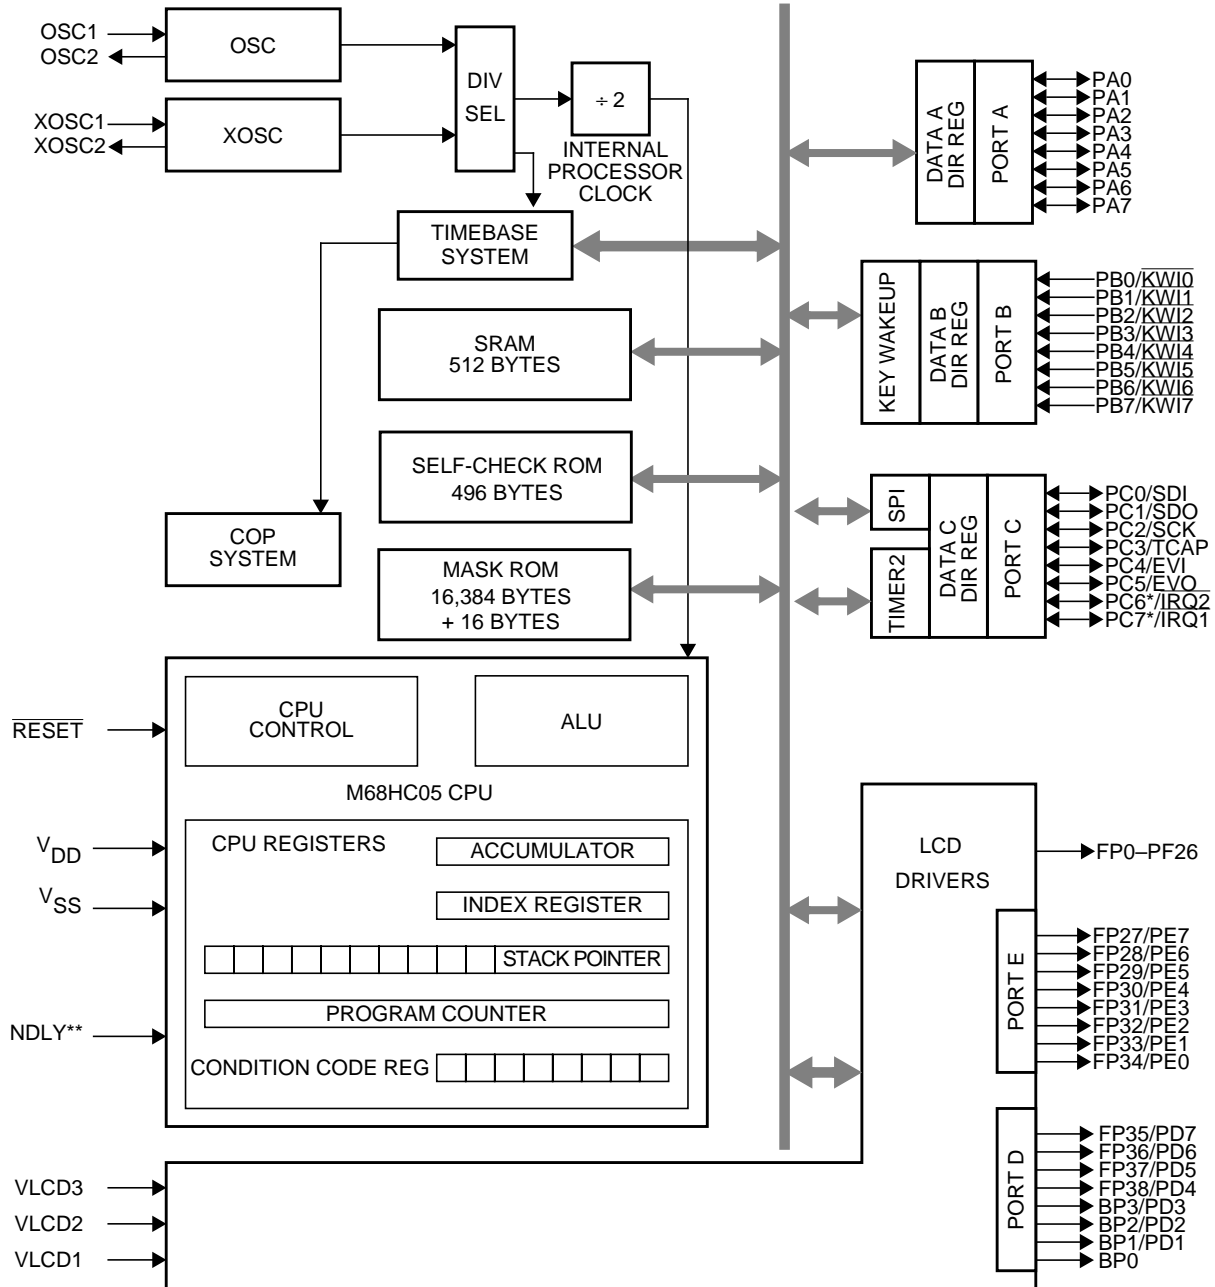 OSC1
OSC2
OSC
XOSC1
XOSC2
XOSC
DIV
SEL
÷ 2
INTERNAL
PROCESSOR
CLOCK
TIMEBASE
SYSTEM
SRAM
512 BYTES
SELF-CHECK ROM
496 BYTES
COP
SYSTEM
MASK ROM
16,384 BYTES
+ 16 BYTES
DATA A
DIR REG
PORT A
PA0
PA1
PA2
PA3
PA4
PA5
PA6
PA7
KEY WAKEUP
DATA B
DIR REG
PORT B
PB0/KWI0
PB1/KWI1
PB2/KWI2
PB3/KWI3
PB4/KWI4
PB5/KWI5
PB6/KWI6
PB7/KWI7
SPI
TIMER2
DATA C
DIR REG
PORT C
PC0/SDI
PC1/SDO
PC2/SCK
PC3/TCAP
PC4/EVI
PC5/EVO
PC6*/IRQ2
PC7*/IRQ1
RESET
VDD
VSS
NDLY**
CPU
CONTROL
ALU
M68HC05 CPU
CPU REGISTERS
ACCUMULATOR
INDEX REGISTER
STACK POINTER
PROGRAM COUNTER
CONDITION CODE REG
LCD
DRIVERS
FP0–PF26
PORT E
FP27/PE7
FP28/PE6
FP29/PE5
FP30/PE4
FP31/PE3
FP32/PE2
FP33/PE1
FP34/PE0
PORT D
FP35/PD7
FP36/PD6
FP37/PD5
FP38/PD4
BP3/PD3
BP2/PD2
BP1/PD1
BP0
VLCD3
VLCD2
VLCD1